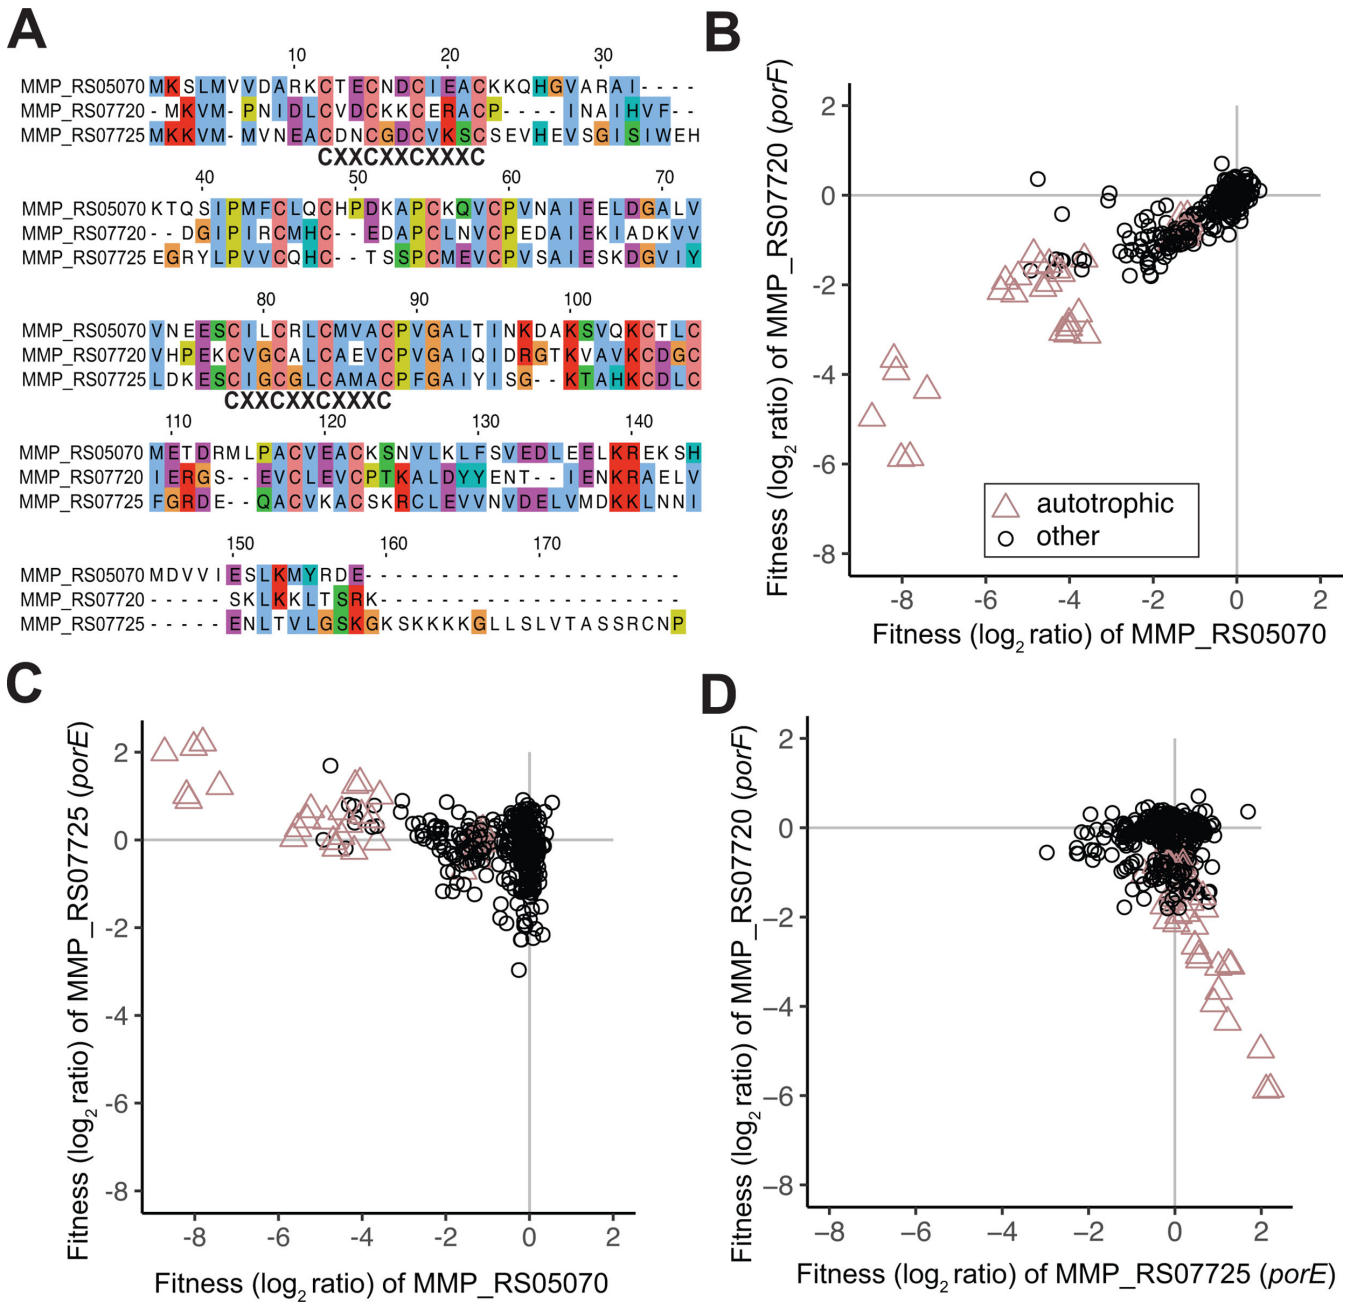 A
10 20 30
MMP_RS05070 MKSLMVVDARKCTECNDCIEACKKQHGVARAI----
MMP_RS07720 -MKVM-PNIDLCVDCKKCERACP----INAIHVF--
MMP_RS07725 MKKVM-MVNEACDNCGDCVKSCSEVHEVSGISIWEH
CXXCXXCXXXC
40 50 60 70
MMP_RS05070 KTQSIPMFCLQCHPDKAPCKQVCPVNAIEELDGALV
MMP_RS07720 --DGIPIRCMHC--EDAPCLNVCPEDAIEKIADKVV
MMP_RS07725 EGRYLPVVCQHC--TSSPCMEVCPVSAIESKDGVIY
80 90 100
MMP_RS05070 VNEESCILCRLCMVACPVGALTINKDAKSVQKCTLC
MMP_RS07720 VHPEKCVGCALCAEVCPVGAIQIDRGTKVAVKCDGC
MMP_RS07725 LDKESCIGCGLCAMACPFGAIYISG--KTAHKCDLC
CXXCXXCXXXC
110 120 130 140
MMP_RS05070 METDRMLPACVEACKSNVLKLFSVEDLEELKREKSH
MMP_RS07720 IERGS--EVCLEVCPTKALDYYENT--IENKRAELV
MMP_RS07725 FGRDE--QACVKACSKRCLEVVNVDELVMDKKLNNI
150 160 170
MMP_RS05070 MDVVIESLKMYRDE---------------------
MMP_RS07720 -----SKLKKLTSRK--------------------
MMP_RS07725 -----ENLTVLGSKGKSKKKKGLLSLVTASSRCNP
B
Fitness (log2 ratio) of MMP_RS07720 (porF)
2
0
-2
-4
-6
-8
autotrophic
other
-8 -6 -4 -2 0 2
Fitness (log2 ratio) of MMP_RS05070
C
Fitness (log2 ratio) of MMP_RS07725 (porE)
2
0
-2
-4
-6
-8
-8 -6 -4 -2 0 2
Fitness (log2 ratio) of MMP_RS05070
D
Fitness (log2 ratio) of MMP_RS07720 (porF)
2
0
−2
−4
−6
−8
−8 −6 −4 −2 0 2
Fitness (log2 ratio) of MMP_RS07725 (porE)